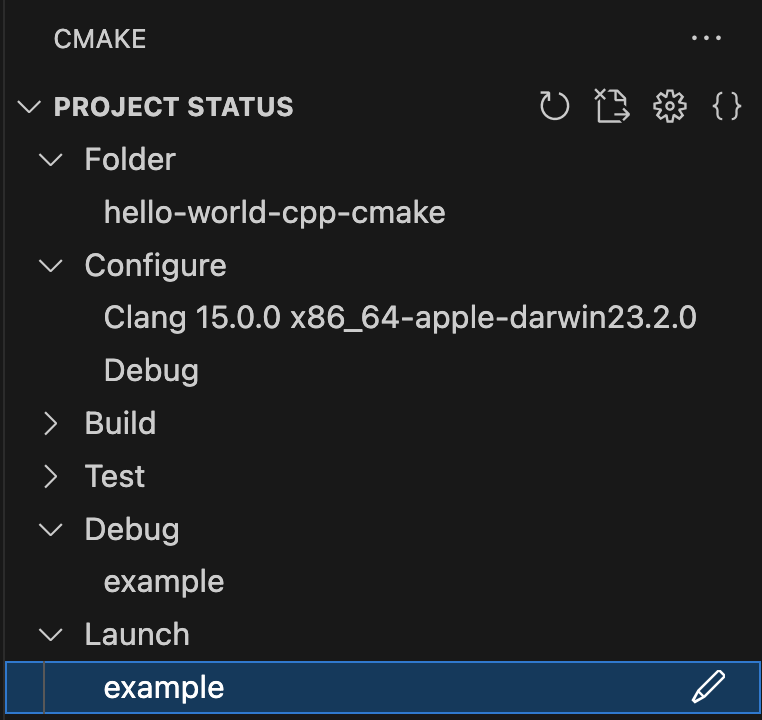 CMAKE
PROJECT STATUS
Folder
hello-world-cpp-cmake
Configure
Clang 15.0.0 x86_64-apple-darwin23.2.0
Debug
Build
Test
Debug
example
Launch
example